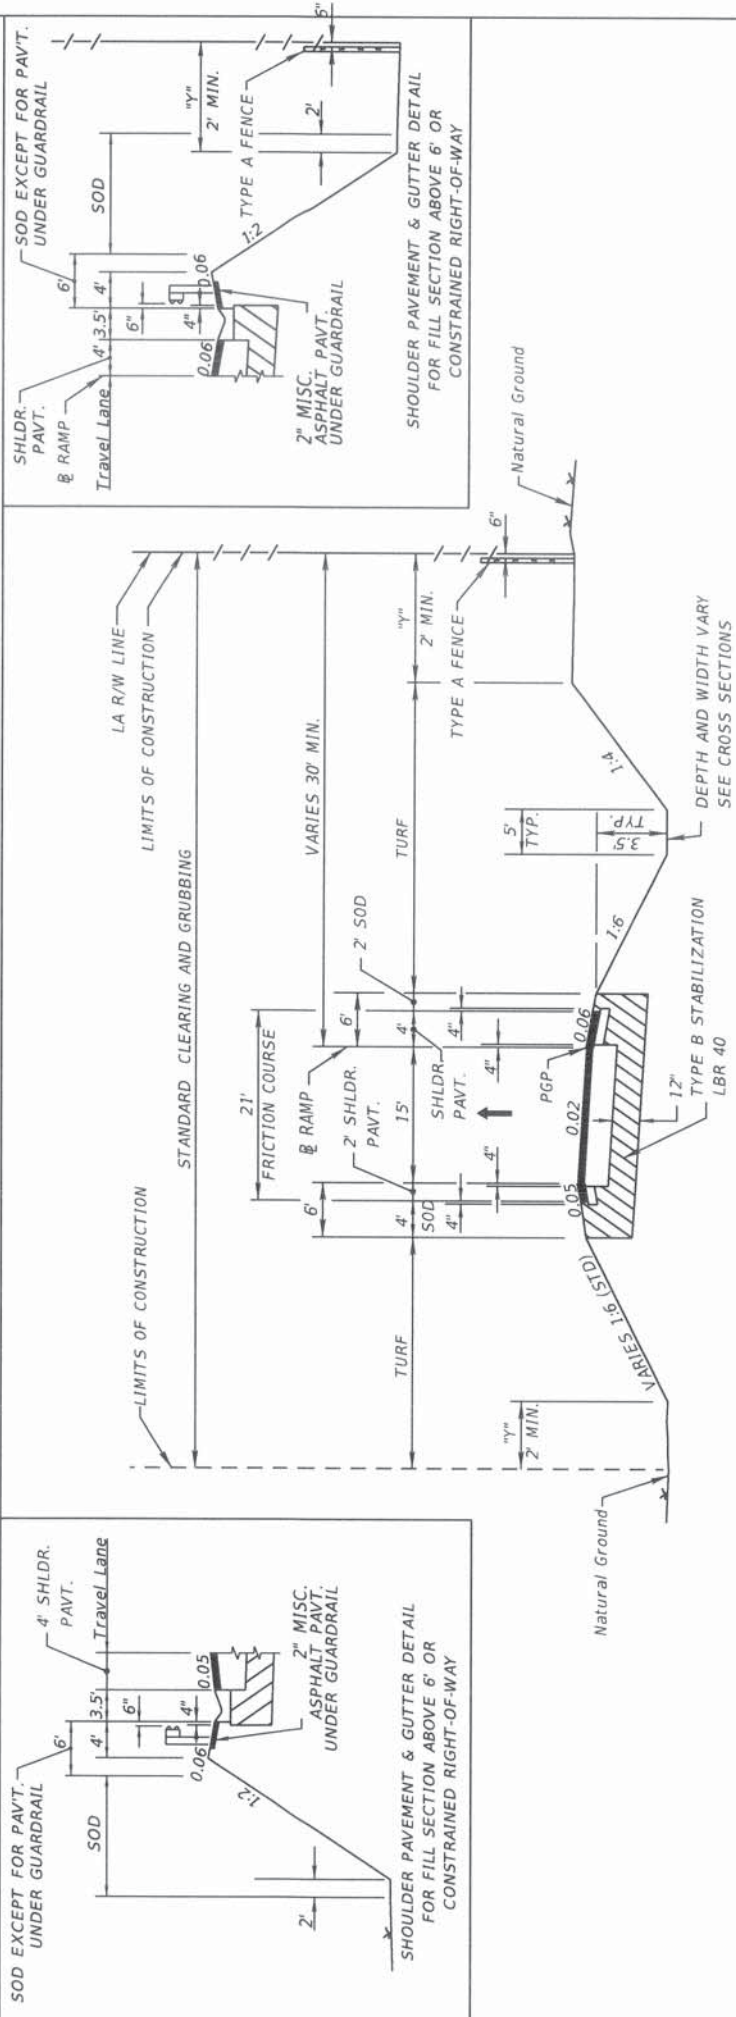 SOD EXCEPT FOR PAV'T.
UNDER GUARDRAIL
SOD
6'
4'
3.5'
6"
4"
4' SHLDR.
PAVT.
Travel Lane
0.06
0.05
1:2
2'
2" MISC.
ASPHALT PAVT.
UNDER GUARDRAIL
SHOULDER PAVEMENT & GUTTER DETAIL
FOR FILL SECTION ABOVE 6' OR
CONSTRAINED RIGHT-OF-WAY
LIMITS OF CONSTRUCTION
STANDARD CLEARING AND GRUBBING
LA R/W LINE
LIMITS OF CONSTRUCTION
VARIES 30' MIN.
21'
FRICTION COURSE
℄ RAMP
6'
2' SHLDR.
PAVT.
6'
2' SOD
TURF
4'
SOD
4"
15'
4"
SHLDR.
PAVT.
4'
4"
4"
TURF
"Y"
2' MIN.
"Y"
2' MIN.
6"
TYPE A FENCE
Natural Ground
Natural Ground
VARIES 1:6 (STD)
0.05
0.02
PGP
0.06
1:6
5'
TYP.
3.5'
TYP.
1:4
12"
TYPE B STABILIZATION
LBR 40
DEPTH AND WIDTH VARY
SEE CROSS SECTIONS
SHLDR.
PAVT.
℄ RAMP
Travel Lane
4'
3.5'
4'
6'
6"
4"
SOD EXCEPT FOR PAV'T.
UNDER GUARDRAIL
SOD
"Y"
2' MIN.
2'
6"
TYPE A FENCE
0.06
0.06
1:2
2" MISC.
ASPHALT PAVT.
UNDER GUARDRAIL
SHOULDER PAVEMENT & GUTTER DETAIL
FOR FILL SECTION ABOVE 6' OR
CONSTRAINED RIGHT-OF-WAY